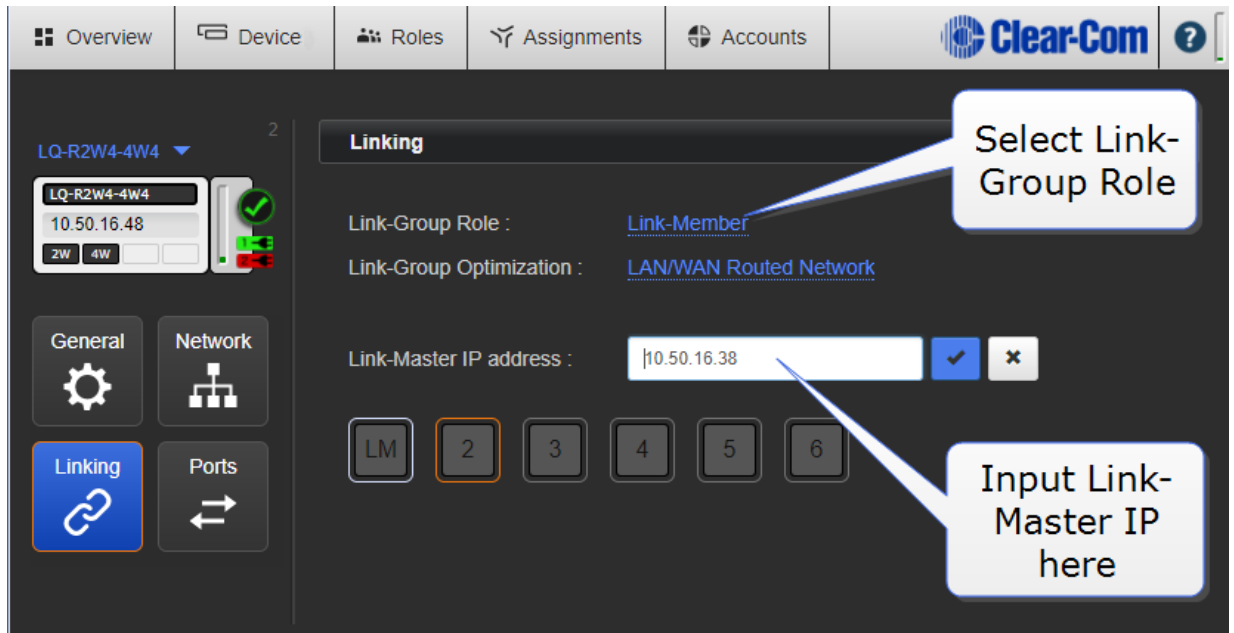 Overview Device Roles Assignments Accounts Clear-Com ?
2
LQ-R2W4-4W4
LQ-R2W4-4W4
10.50.16.48
2W 4W
1
2
General Network
Linking Ports
Linking
Link-Group Role : Link-Member
Link-Group Optimization : LAN/WAN Routed Network
Link-Master IP address : 10.50.16.38
LM 2 3 4 5 6
Select Link-
Group Role
Input Link-
Master IP
here